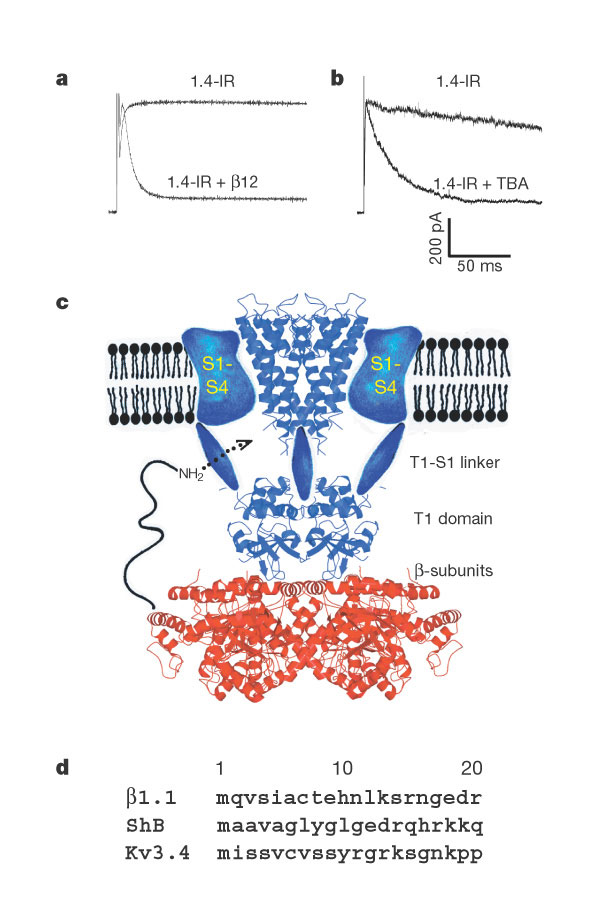 a
1.4-IR
1.4-IR + β12
b
1.4-IR
1.4-IR + TBA
200 pA
50 ms
c
S1-
S4
S1-
S4
NH2
T1-S1 linker
T1 domain
β-subunits
d
1 10 20
β1.1 mqvsiactehnlksrngedr
ShB maavaglyglgedrqhrkkq
Kv3.4 missvcvssyrgrksgnkpp